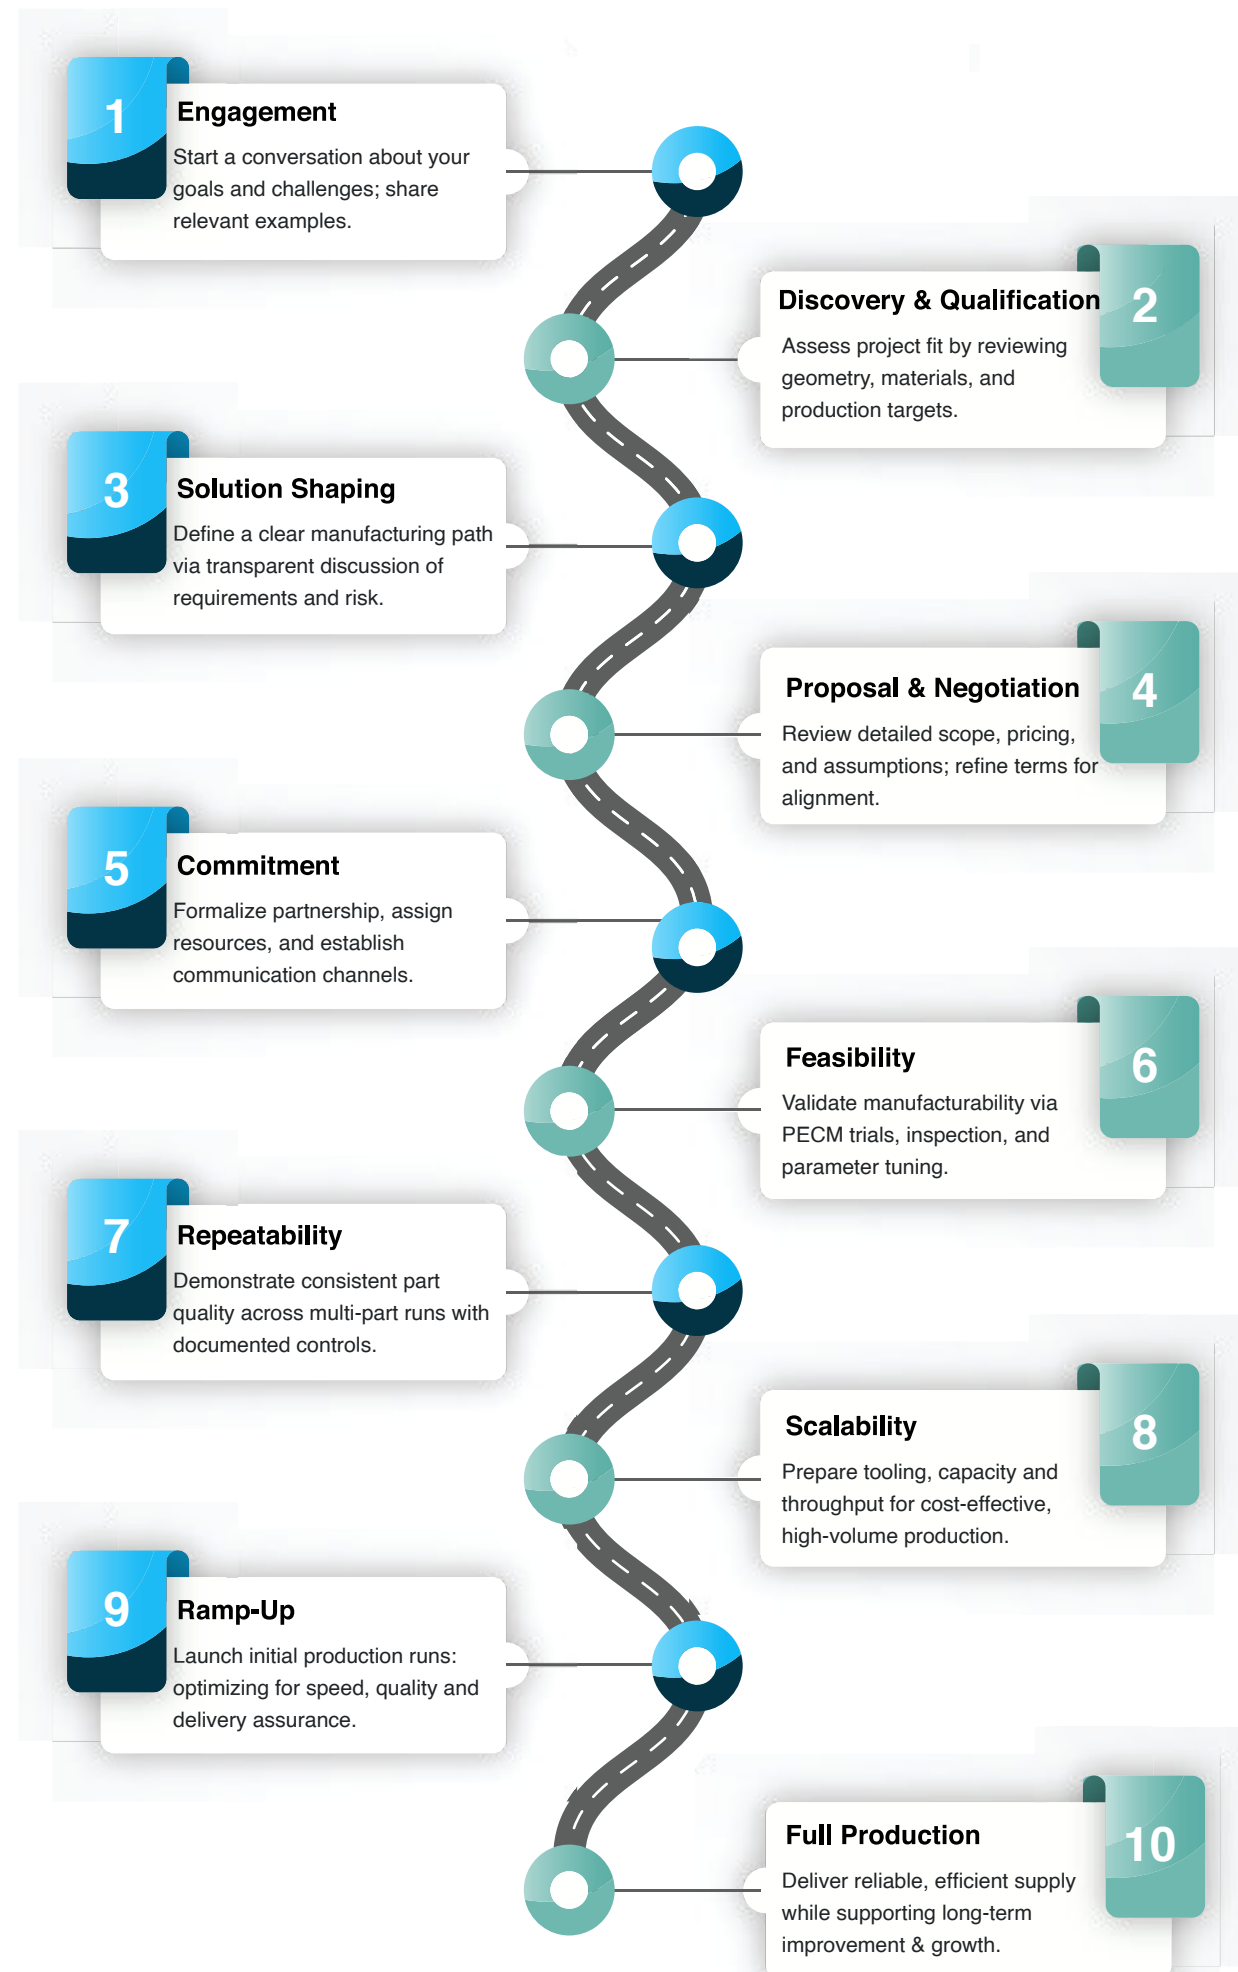 1
Engagement
Start a conversation about your
goals and challenges; share
relevant examples.
2
Discovery & Qualification
Assess project fit by reviewing
geometry, materials, and
production targets.
3
Solution Shaping
Define a clear manufacturing path
via transparent discussion of
requirements and risk.
4
Proposal & Negotiation
Review detailed scope, pricing,
and assumptions; refine terms for
alignment.
5
Commitment
Formalize partnership, assign
resources, and establish
communication channels.
6
Feasibility
Validate manufacturability via
PECM trials, inspection, and
parameter tuning.
7
Repeatability
Demonstrate consistent part
quality across multi-part runs with
documented controls.
8
Scalability
Prepare tooling, capacity and
throughput for cost-effective,
high-volume production.
9
Ramp-Up
Launch initial production runs:
optimizing for speed, quality and
delivery assurance.
10
Full Production
Deliver reliable, efficient supply
while supporting long-term
improvement & growth.